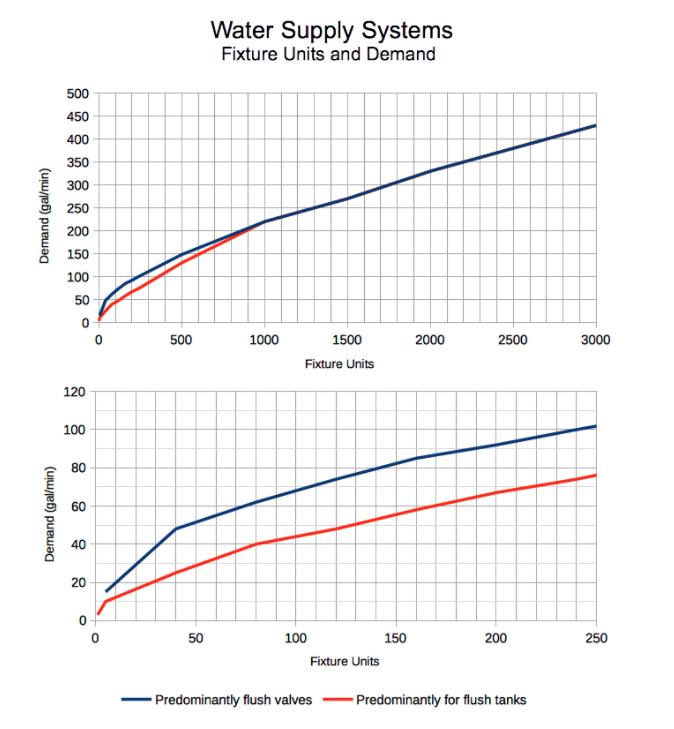 Water Supply Systems
Fixture Units and Demand
500
450
400
350
300
250
200
150
100
50
0
Demand (gal/min)
0 500 1000 1500 2000 2500 3000
Fixture Units
120
100
80
60
40
20
0
Demand (gal/min)
0 50 100 150 200 250
Fixture Units
Predominantly flush valves Predominantly for flush tanks